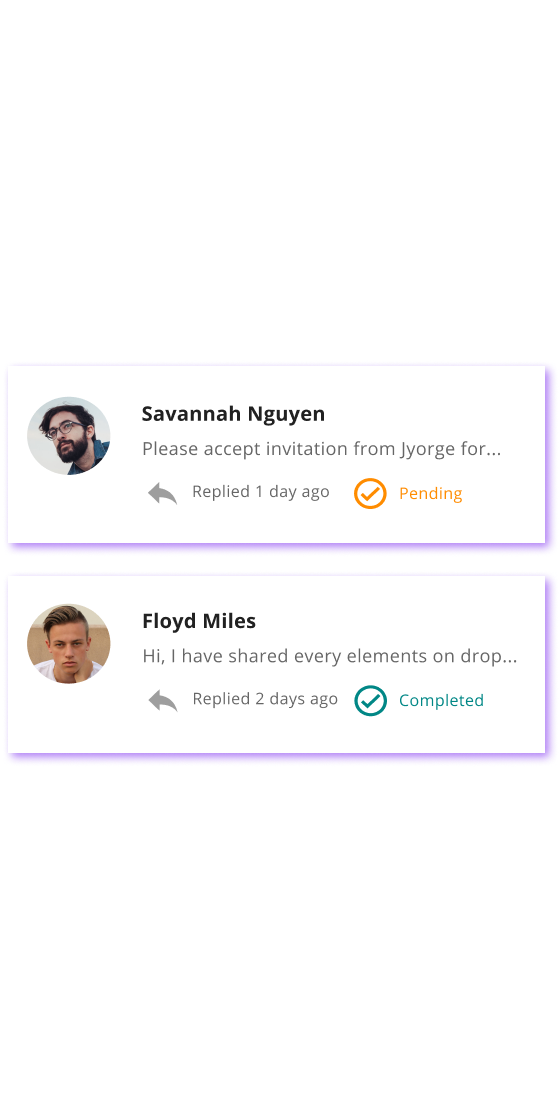 Savannah Nguyen
Please accept invitation from Jyorge for...
Replied 1 day ago Pending
Floyd Miles
Hi, I have shared every elements on drop...
Replied 2 days ago Completed